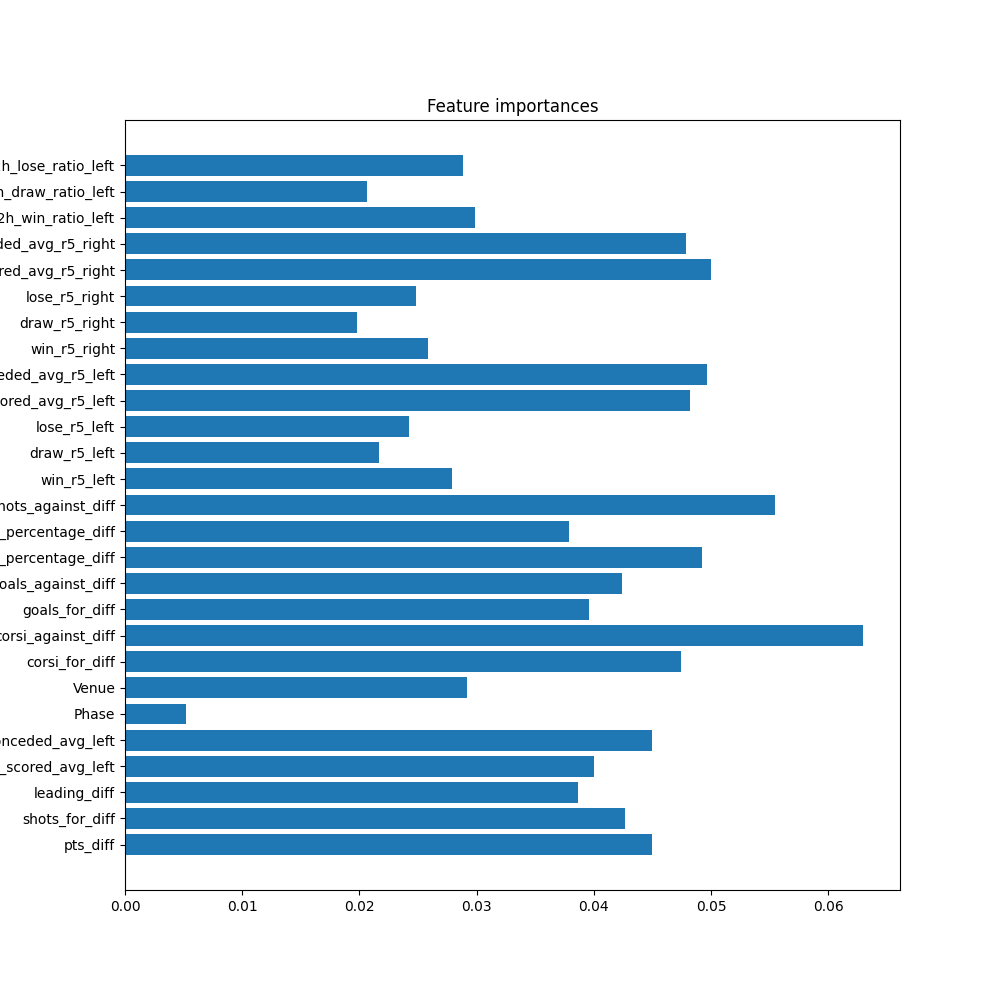 Feature importances
h_lose_ratio_left
h_draw_ratio_left
2h_win_ratio_left
ded_avg_r5_right
red_avg_r5_right
lose_r5_right
draw_r5_right
win_r5_right
eded_avg_r5_left
ored_avg_r5_left
lose_r5_left
draw_r5_left
win_r5_left
hots_against_diff
_percentage_diff
_percentage_diff
oals_against_diff
goals_for_diff
corsi_against_diff
corsi_for_diff
Venue
Phase
onceded_avg_left
_scored_avg_left
leading_diff
shots_for_diff
pts_diff
0.00 0.01 0.02 0.03 0.04 0.05 0.06